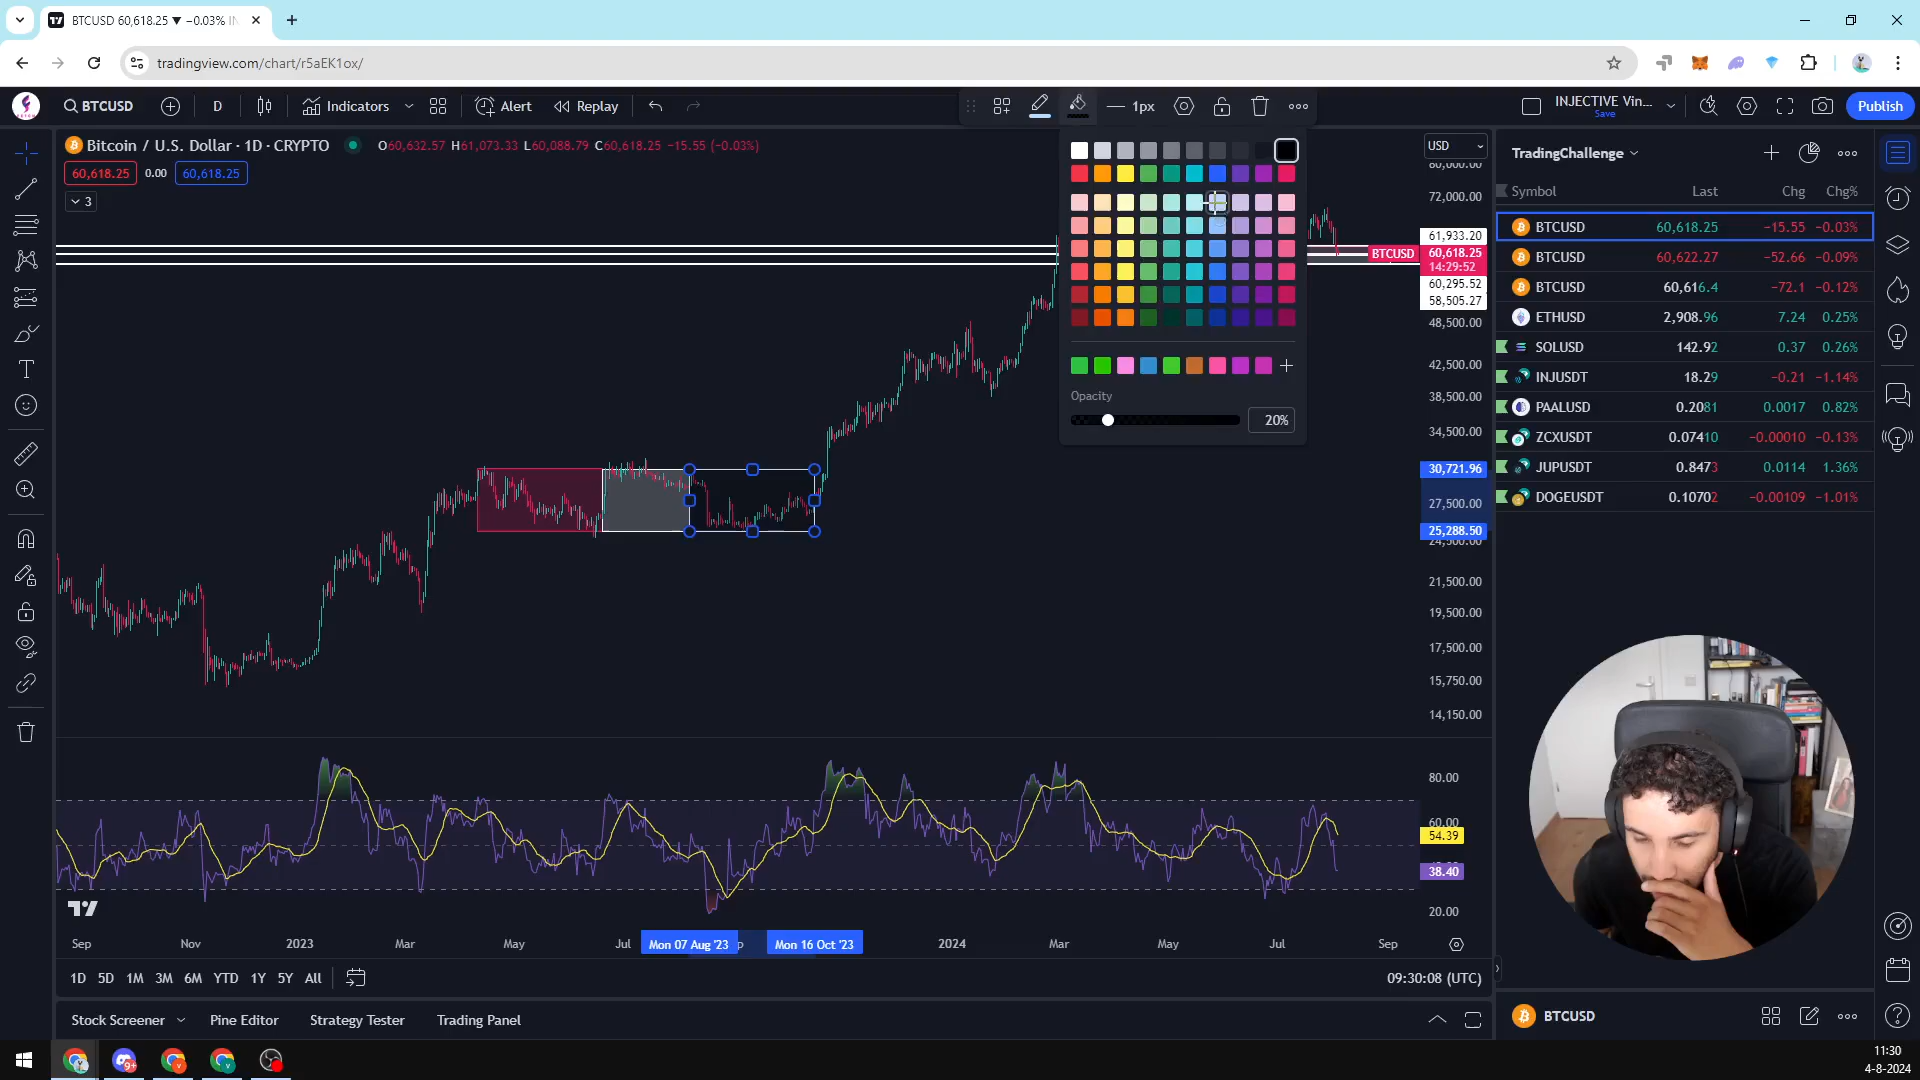 BTCUSD 60,618.25 ▼ −0.03%
tradingview.com/chart/r5aEK1ox/
BTCUSD
D
Indicators
Alert
Replay
1px
INJECTIVE Vin...
Save
Publish
Bitcoin / U.S. Dollar · 1D · CRYPTO
O60,632.57 H61,073.33 L60,088.79 C60,618.25 −15.55 (−0.03%)
60,618.25
0.00
60,618.25
3
USD
80,000.00
72,000.00
61,933.20
BTCUSD
60,618.25
14:29:52
60,295.52
58,505.27
48,500.00
42,500.00
38,500.00
34,500.00
30,721.96
27,500.00
25,288.50
24,500.00
21,500.00
19,500.00
17,500.00
15,750.00
14,150.00
Opacity
20%
80.00
60.00
54.39
38.40
20.00
Sep
Nov
2023
Mar
May
Jul
Mon 07 Aug '23
Mon 16 Oct '23
2024
Mar
May
Jul
Sep
1D
5D
1M
3M
6M
YTD
1Y
5Y
All
09:30:08 (UTC)
Stock Screener
Pine Editor
Strategy Tester
Trading Panel
TradingChallenge
Symbol
Last
Chg
Chg%
BTCUSD 60,618.25 −15.55 −0.03%
BTCUSD 60,622.27 −52.66 −0.09%
BTCUSD 60,616.4 −72.1 −0.12%
ETHUSD 2,908.96 7.24 0.25%
SOLUSD 142.92 0.37 0.26%
INJUSDT 18.29 −0.21 −1.14%
PAALUSD 0.2081 0.0017 0.82%
ZCXUSDT 0.07410 −0.00010 −0.13%
JUPUSDT 0.8473 0.0114 1.36%
DOGEUSDT 0.10702 −0.00109 −1.01%
BTCUSD
9+
11:30
4-8-2024